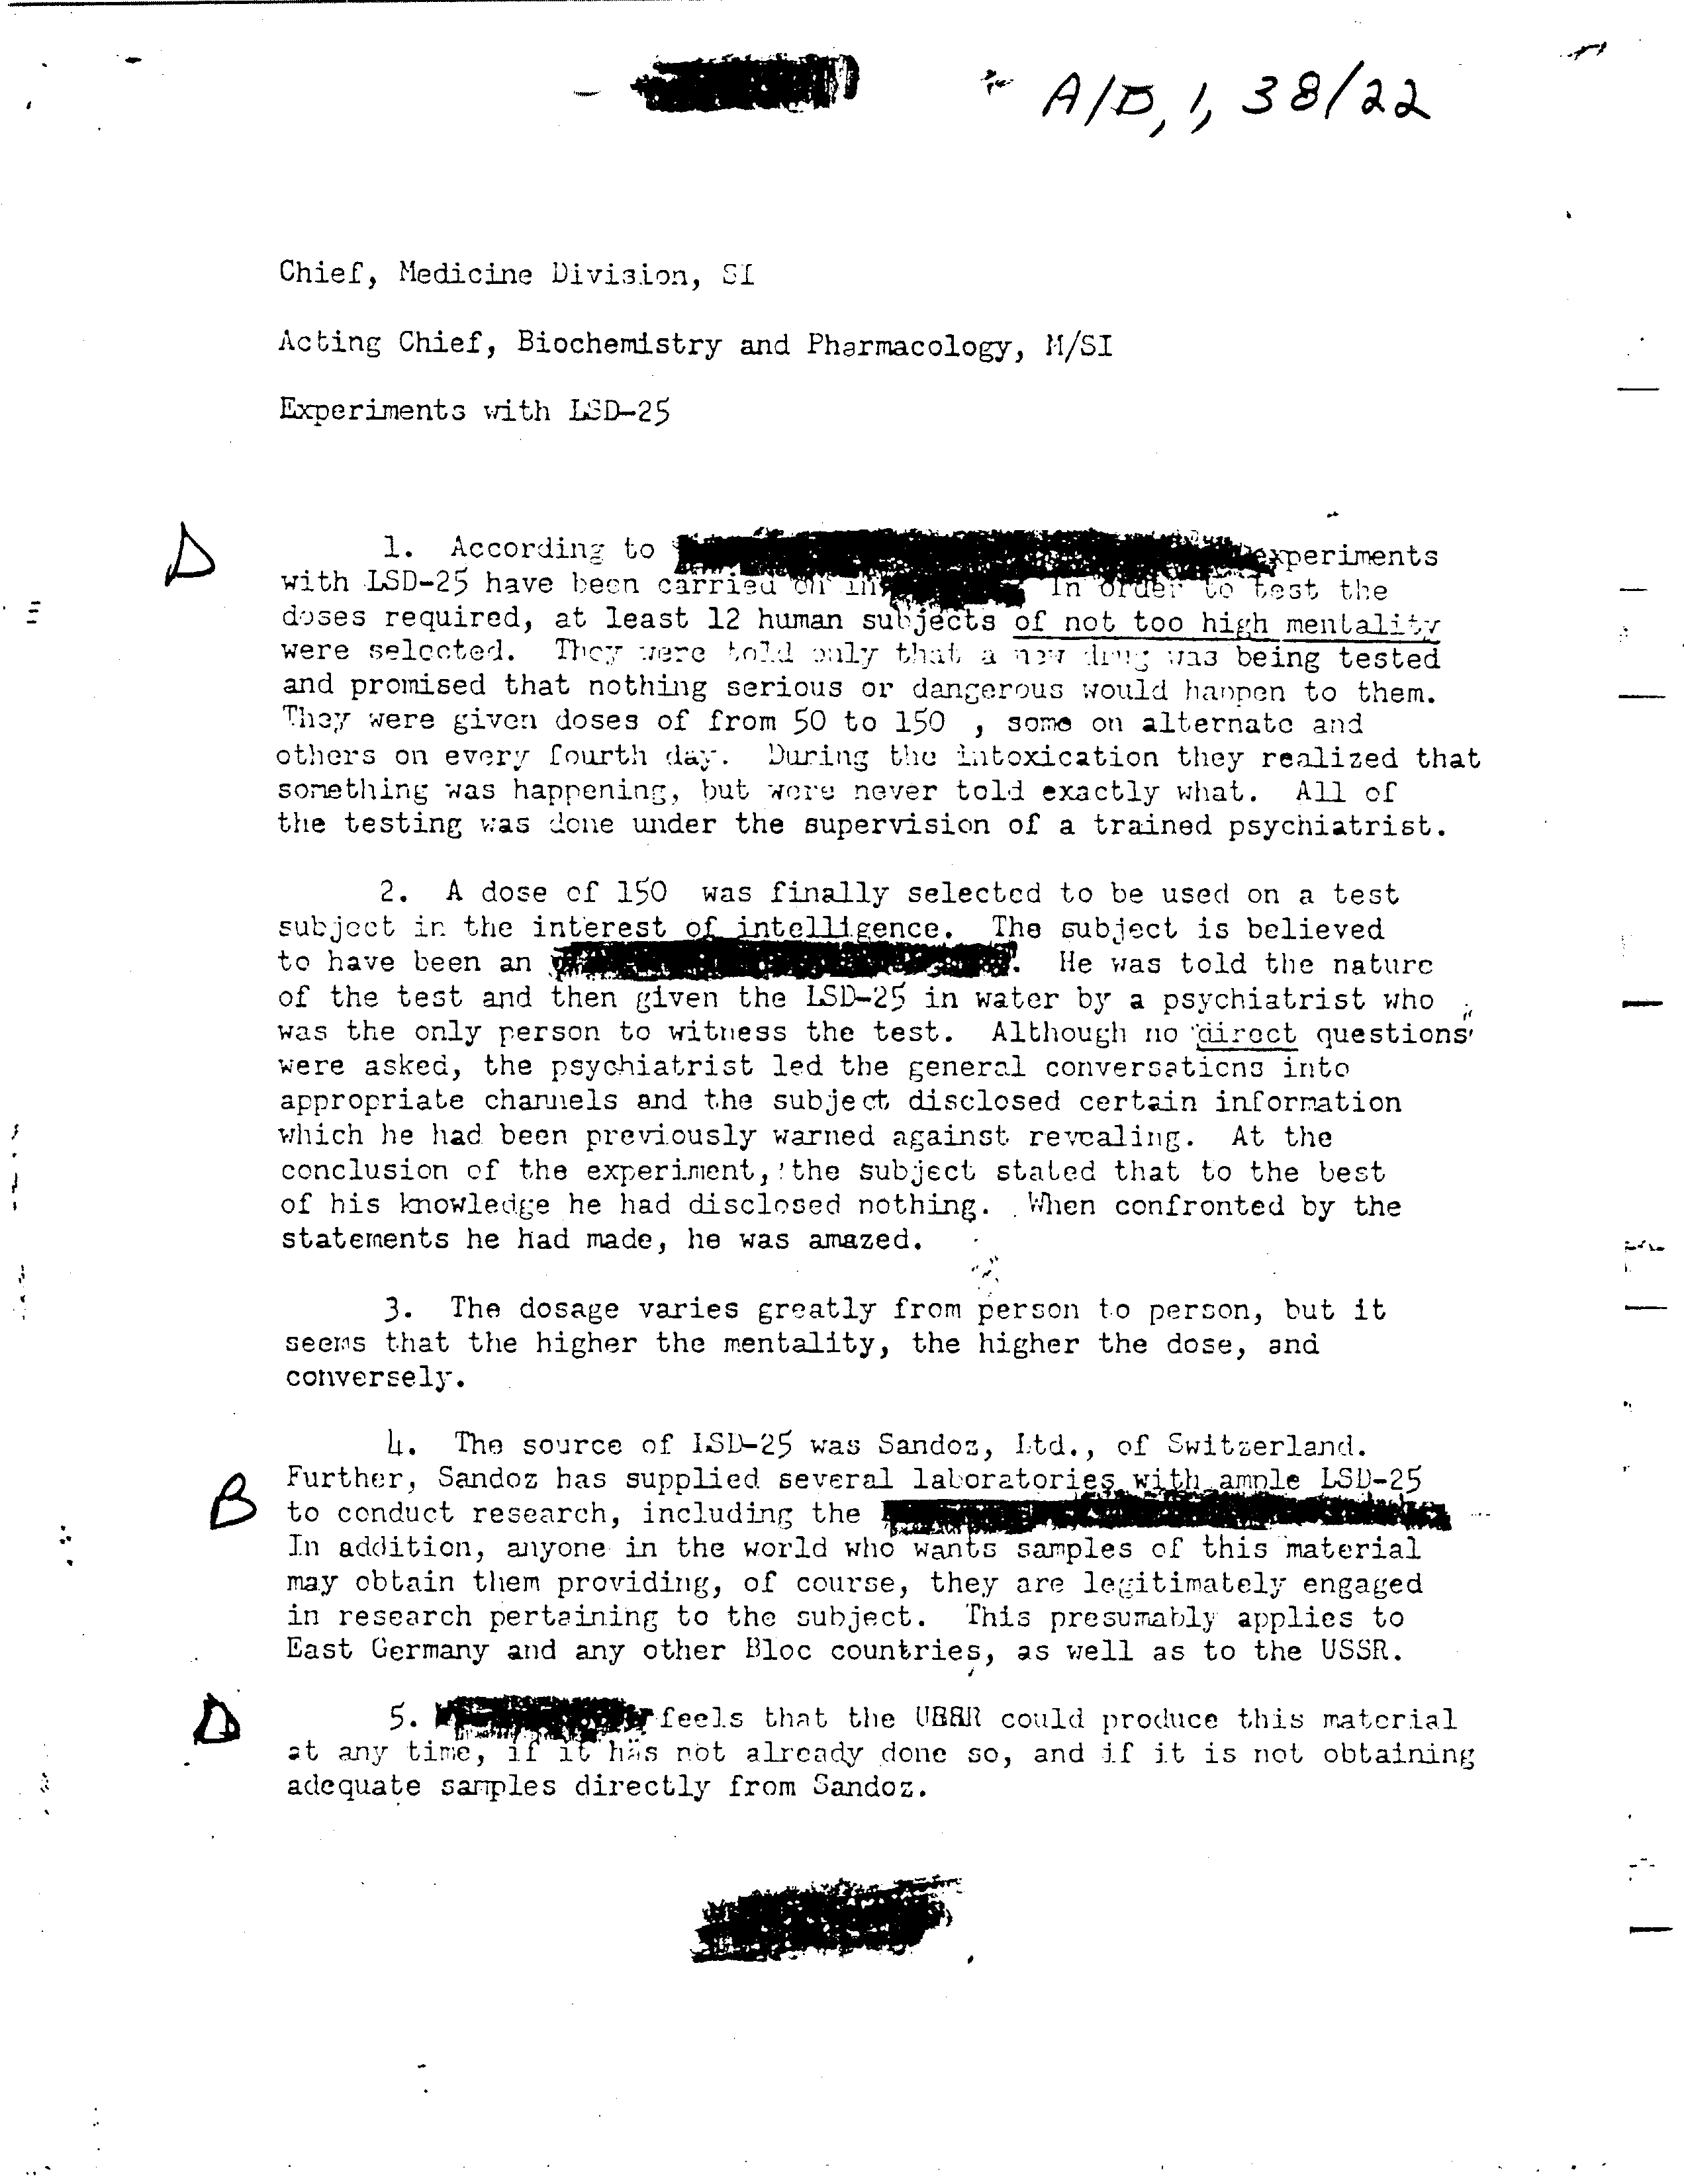 A/D, 1, 38/22
Chief, Medicine Division, SI
Acting Chief, Biochemistry and Pharmacology, M/SI
Experiments with LSD-25
D
1. According to experiments
with LSD-25 have been carried on in In order to test the
doses required, at least 12 human subjects of not too high mentality
were selected. They were told only that a new drug was being tested
and promised that nothing serious or dangerous would happen to them.
They were given doses of from 50 to 150 , some on alternate and
others on every fourth day. During the intoxication they realized that
something was happening, but were never told exactly what. All of
the testing was done under the supervision of a trained psychiatrist.
2. A dose of 150 was finally selected to be used on a test
subject in the interest of intelligence. The subject is believed
to have been an . He was told the nature
of the test and then given the LSD-25 in water by a psychiatrist who
was the only person to witness the test. Although no "direct questions"
were asked, the psychiatrist led the general conversations into
appropriate channels and the subject disclosed certain information
which he had been previously warned against revealing. At the
conclusion of the experiment, the subject stated that to the best
of his knowledge he had disclosed nothing. When confronted by the
statements he had made, he was amazed.
3. The dosage varies greatly from person to person, but it
seems that the higher the mentality, the higher the dose, and
conversely.
4. The source of LSD-25 was Sandoz, Ltd., of Switzerland.
Further, Sandoz has supplied several laboratories with ample LSD-25
B
to conduct research, including the
In addition, anyone in the world who wants samples of this material
may obtain them providing, of course, they are legitimately engaged
in research pertaining to the subject. This presumably applies to
East Germany and any other Bloc countries, as well as to the USSR.
D
5. feels that the USSR could produce this material
at any time, if it has not already done so, and if it is not obtaining
adequate samples directly from Sandoz.